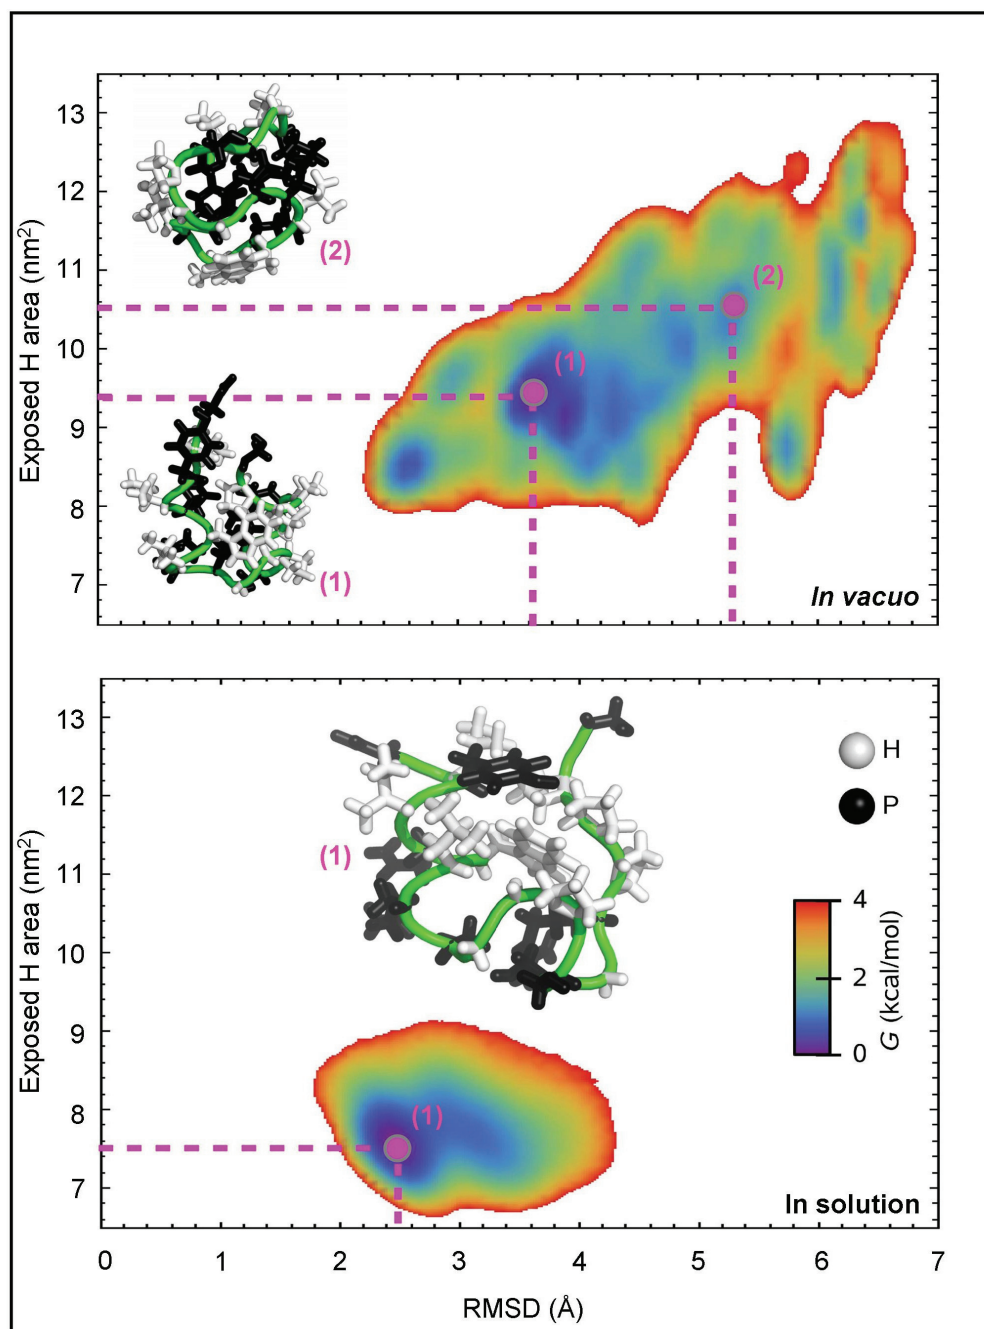 Exposed H area (nm²)
13
12
11
10
9
8
7
(2)
(1)
(2)
(1)
In vacuo
Exposed H area (nm²)
13
12
11
10
9
8
7
(1)
(1)
H
P
4
2
0
G (kcal/mol)
In solution
0 1 2 3 4 5 6 7
RMSD (Å)